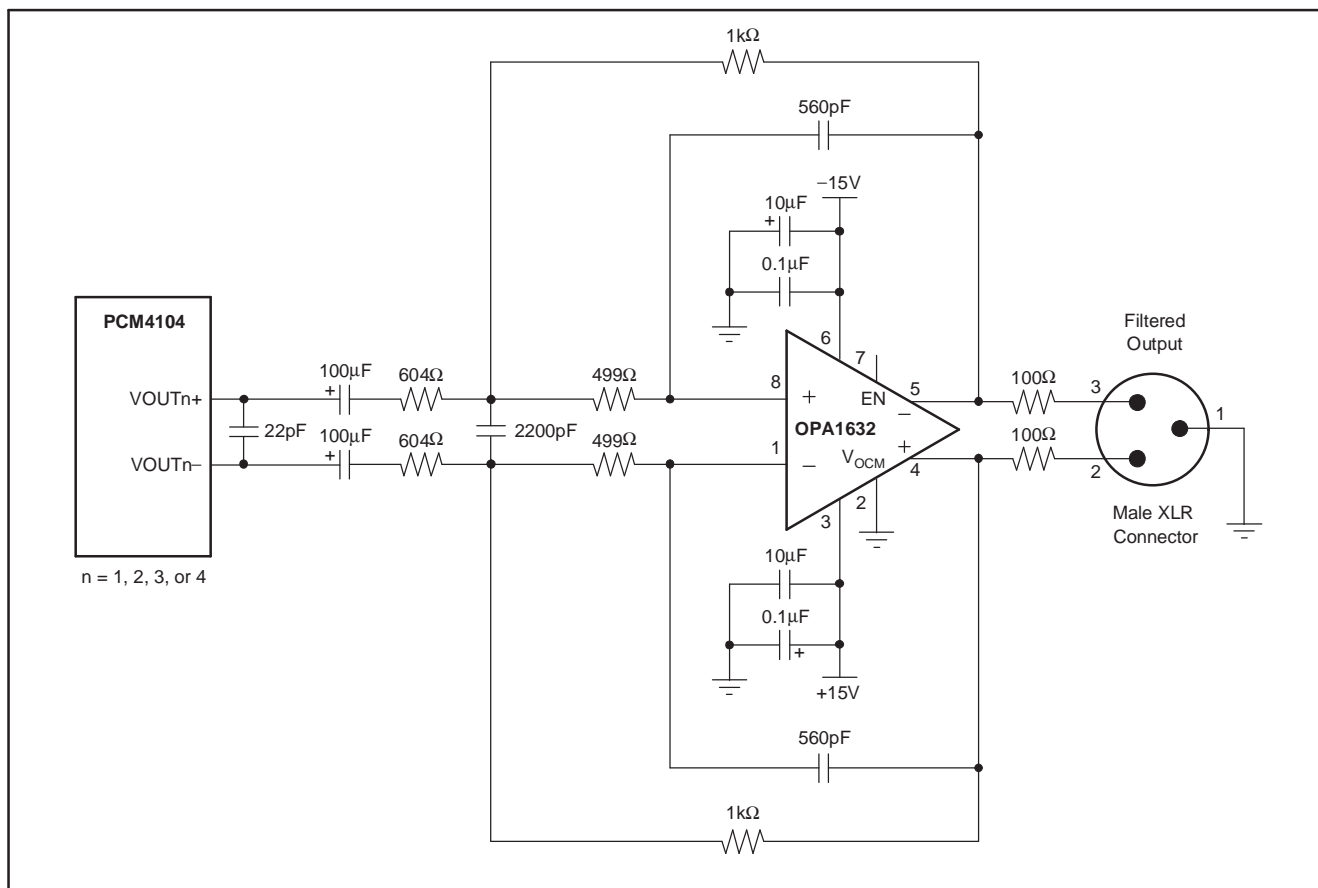 1kΩ
560pF
−15V
10μF
+
0.1μF
PCM4104
VOUTn+
VOUTn−
22pF
n = 1, 2, 3, or 4
100μF
+
604Ω
100μF
+
604Ω
2200pF
499Ω
499Ω
6
7
8
+
EN
5
−
OPA1632
1
−
VOCM
+
4
3
2
100Ω
100Ω
Filtered
Output
3
1
2
Male XLR
Connector
10μF
0.1μF
+
+15V
560pF
1kΩ